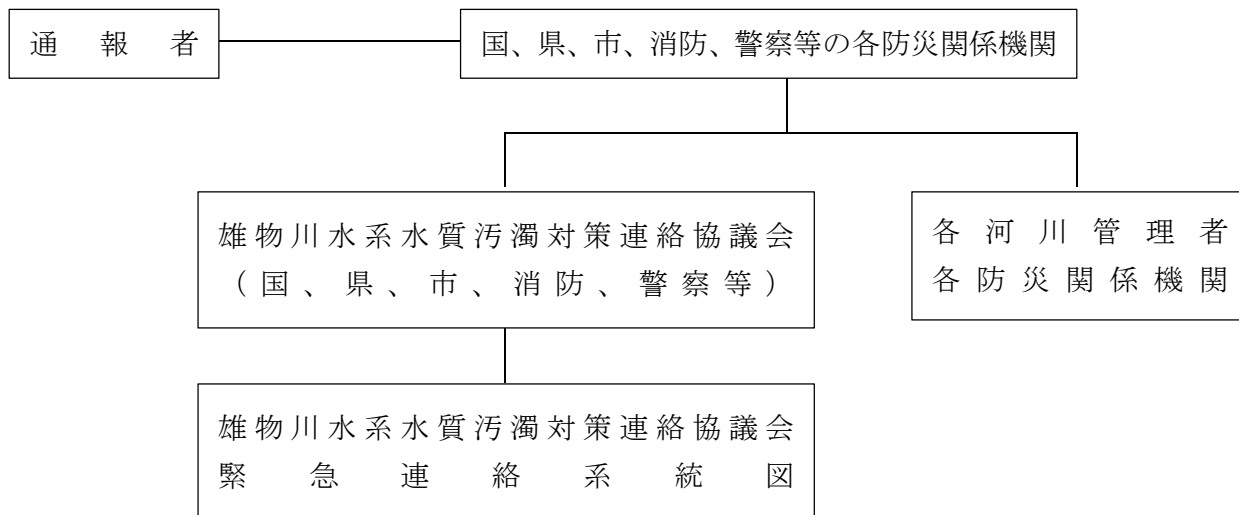 通報者
国、県、市、消防、警察等の各防災関係機関
雄物川水系水質汚濁対策連絡協議会
（国、県、市、消防、警察等）
各河川管理者
各防災関係機関
雄物川水系水質汚濁対策連絡協議会
緊急連絡系統図